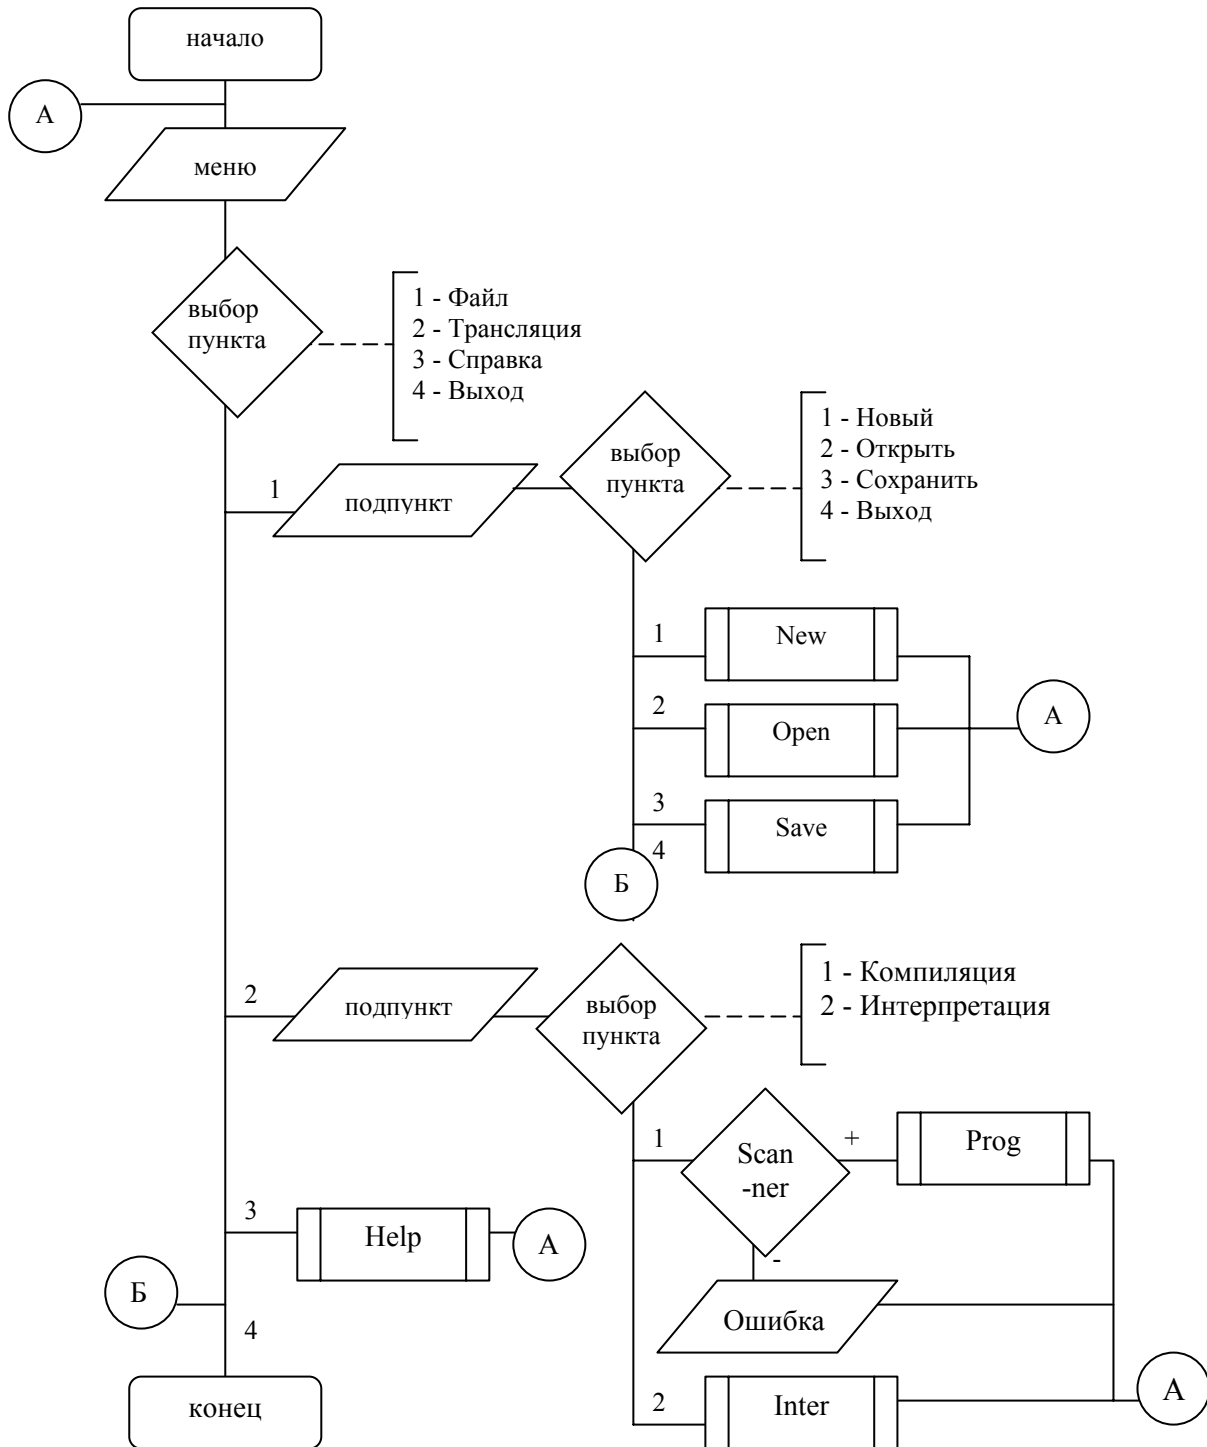 начало
А
меню
выбор
пункта
1 - Файл
2 - Трансляция
3 - Справка
4 - Выход
1
подпункт
выбор
пункта
1 - Новый
2 - Открыть
3 - Сохранить
4 - Выход
1
New
2
Open
А
3
Save
4
Б
2
подпункт
выбор
пункта
1 - Компиляция
2 - Интерпретация
1
Scan
-ner
+
Prog
-
Ошибка
3
Help
А
Б
4
конец
2
Inter
А